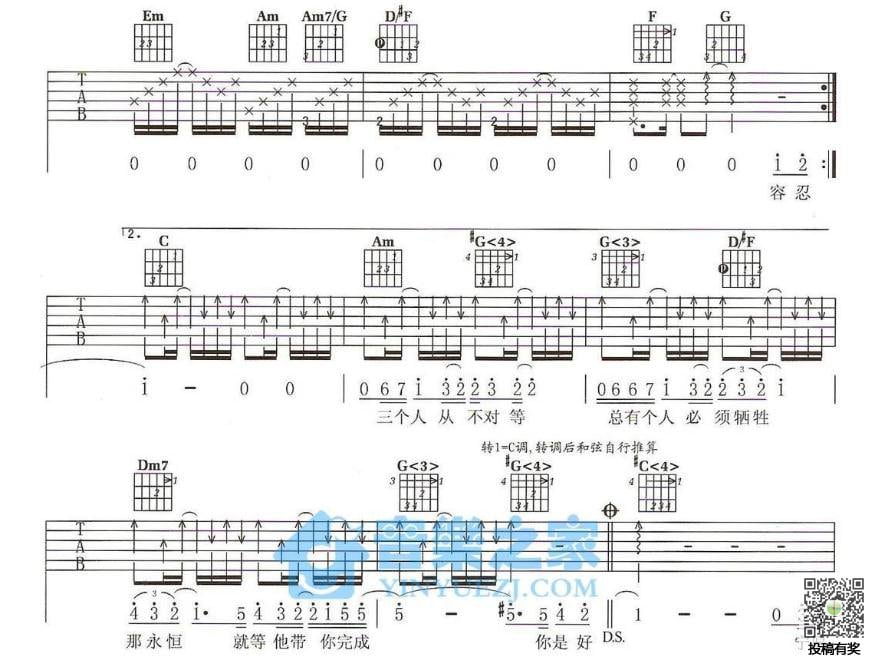 Em Am Am7/G D/#F F G
T
A
B
3 2 2
0 0 0 0 0 0 0 0 0 0 0 i 2 :
容忍
2.
C Am #G<4> G<3> D/#F
T
A
B
i - 0 0 0 6 7 i 3 2 2 3 2 2 0 6 6 7 i 3 2 2 3 2 i
三个人 从 不对 等 总有个人 必 须牺牲
转1=C调,转调后和弦自行推算
Dm7 G<3> #G<4> #C<4>
T
A
B
音乐之家
YINYUEZJ.COM
4 3 2 i· 5 4 3 2 2 i 5 5 5 - #5· 5 4 i - - 0
那永恒 就等他带 你完成 你是好 D.S.
投稿有奖